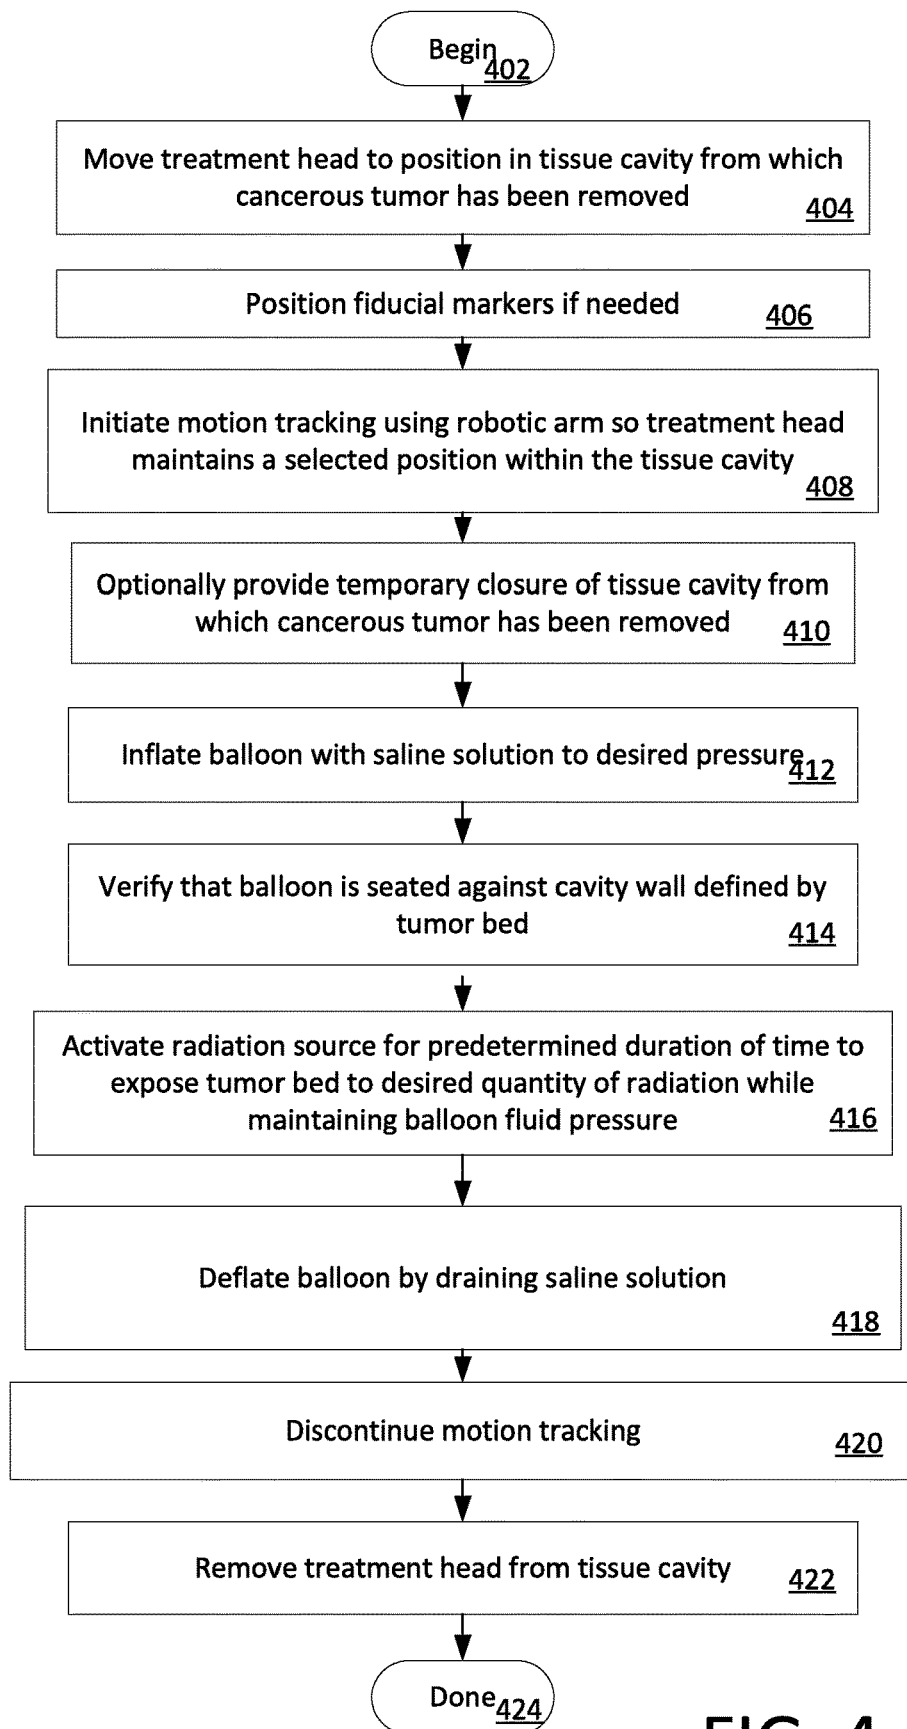 Begin
402
Move treatment head to position in tissue cavity from which
cancerous tumor has been removed
404
Position fiducial markers if needed
406
Initiate motion tracking using robotic arm so treatment head
maintains a selected position within the tissue cavity
408
Optionally provide temporary closure of tissue cavity from
which cancerous tumor has been removed
410
Inflate balloon with saline solution to desired pressure
412
Verify that balloon is seated against cavity wall defined by
tumor bed
414
Activate radiation source for predetermined duration of time to
expose tumor bed to desired quantity of radiation while
maintaining balloon fluid pressure
416
Deflate balloon by draining saline solution
418
Discontinue motion tracking
420
Remove treatment head from tissue cavity
422
Done
424
FIG. 4